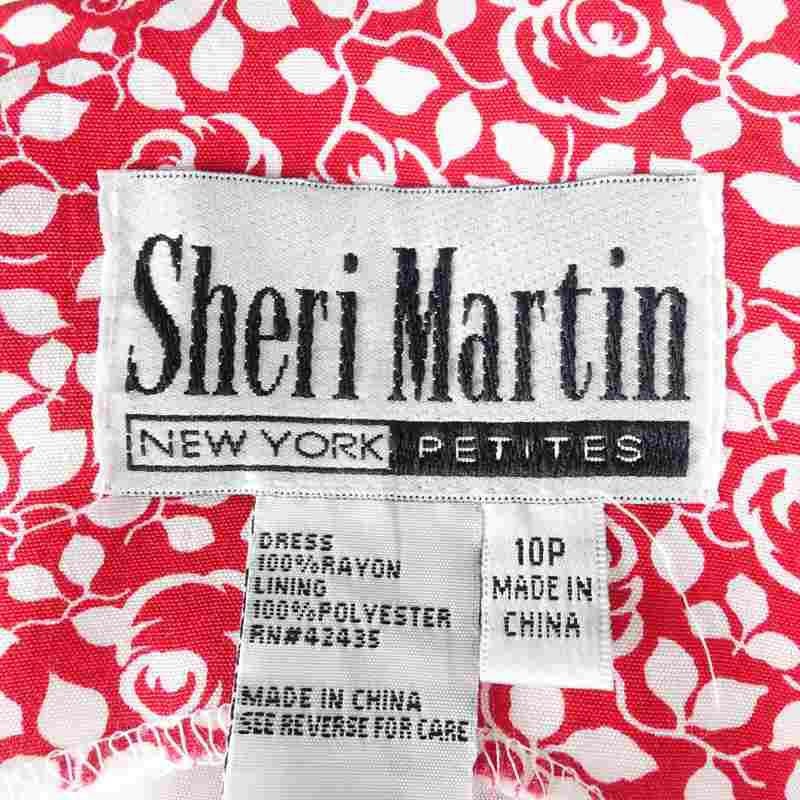 Sheri Martin
NEW YORK PETITES
DRESS
100%RAYON
LINING
100%POLYESTER
RN#42435
MADE IN CHINA
SEE REVERSE FOR CARE
10P
MADE IN
CHINA